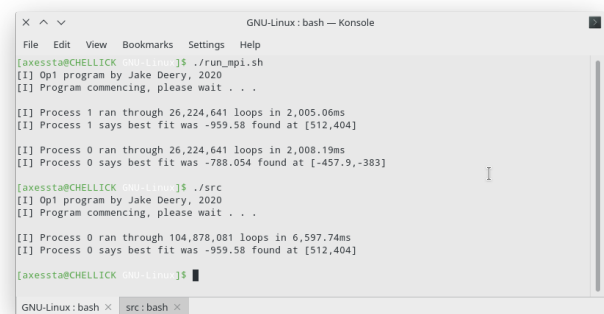 GNU-Linux : bash — Konsole
File Edit View Bookmarks Settings Help
[axessta@CHELLICK GNU-Linux]$ ./run_mpi.sh
[I] Op1 program by Jake Deery, 2020
[I] Program commencing, please wait . . .
[I] Process 1 ran through 26,224,641 loops in 2,005.06ms
[I] Process 1 says best fit was -959.58 found at [512,404]
[I] Process 0 ran through 26,224,641 loops in 2,008.19ms
[I] Process 0 says best fit was -788.054 found at [-457.9,-383]
[axessta@CHELLICK GNU-Linux]$ ./src
[I] Op1 program by Jake Deery, 2020
[I] Program commencing, please wait . . .
[I] Process 0 ran through 104,878,081 loops in 6,597.74ms
[I] Process 0 says best fit was -959.58 found at [512,404]
[axessta@CHELLICK GNU-Linux]$
GNU-Linux : bash src : bash